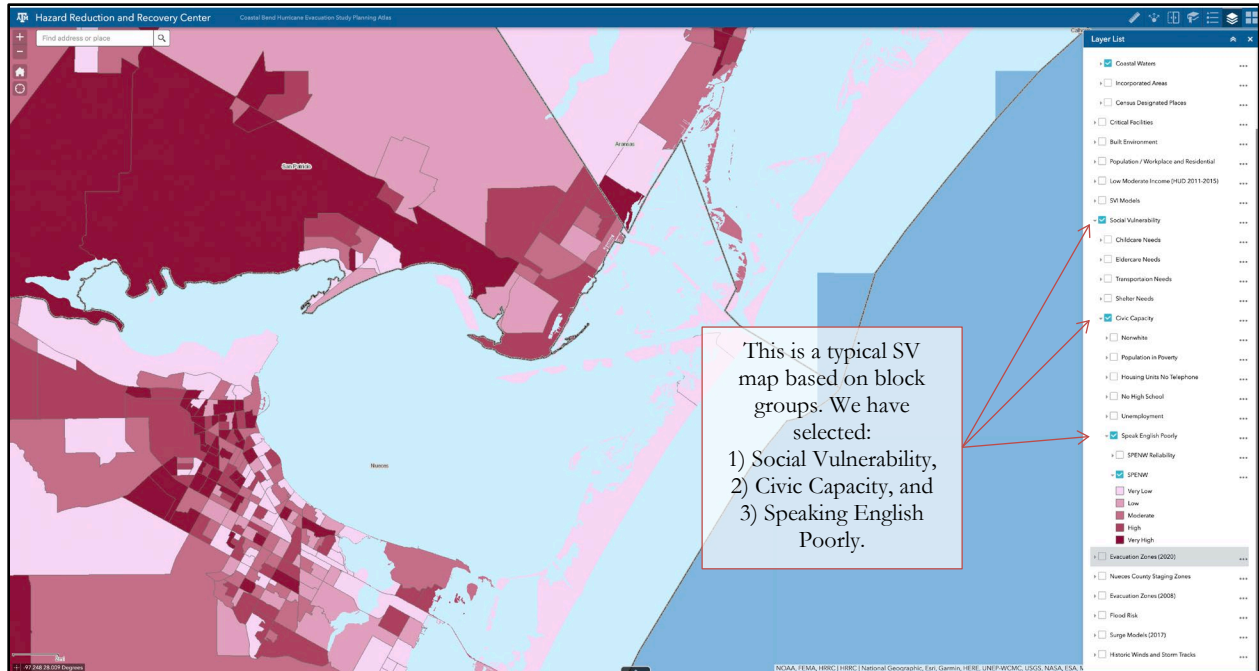 Hazard Reduction and Recovery Center
Coastal Bend Hurricane Evacuation Study Planning Atlas
Find address or place
Layer List
Coastal Waters
Incorporated Areas
Census Designated Places
Critical Facilities
Built Environment
Population / Workplace and Residential
Low Moderate Income (HUD 2011-2015)
SVI Models
Social Vulnerability
Childcare Needs
Eldercare Needs
Transportaion Needs
Shelter Needs
Civic Capacity
Nonwhite
Population in Poverty
Housing Units No Telephone
No High School
Unemployment
Speak English Poorly
SPENW Reliability
SPENW
Very Low
Low
Moderate
High
Very High
Evacuation Zones (2020)
Nueces County Staging Zones
Evacuation Zones (2008)
Flood Risk
Surge Models (2017)
Historic Winds and Storm Tracks
San Patricio
Aransas
Nueces
This is a typical SV
map based on block
groups. We have
selected:
1) Social Vulnerability,
2) Civic Capacity, and
3) Speaking English
Poorly.
-97.248 28.009 Degrees
NOAA, FEMA, HRRC | HRRC | National Geographic, Esri, Garmin, HERE, UNEP-WCMC, USGS, NASA, ESA,